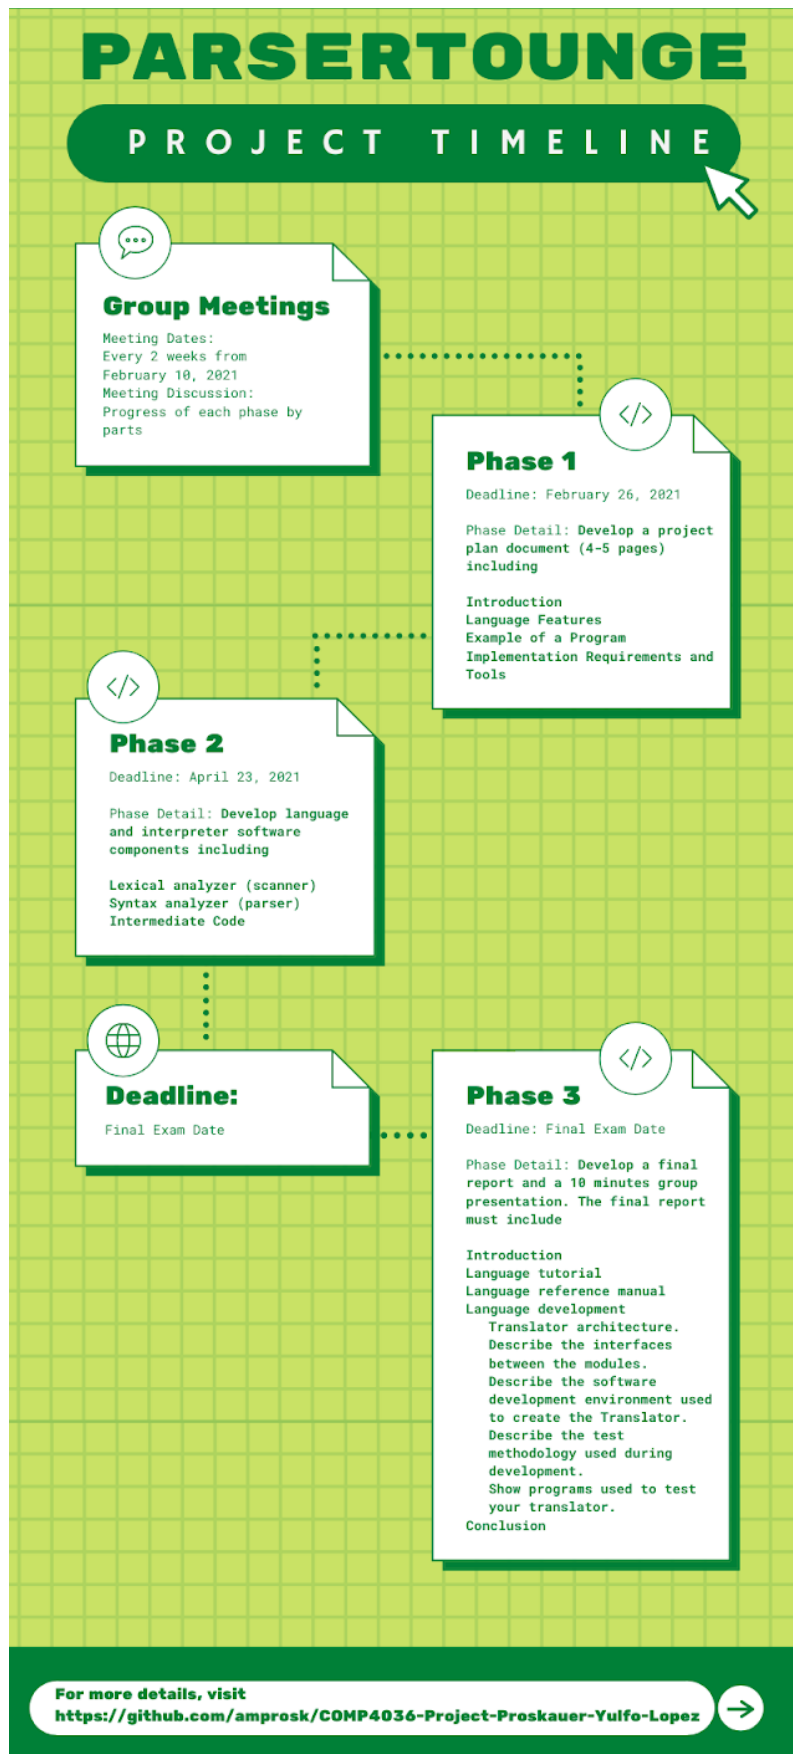 PARSERTOUNGE
PROJECT TIMELINE
Group Meetings
Meeting Dates:
Every 2 weeks from
February 10, 2021
Meeting Discussion:
Progress of each phase by
parts
Phase 1
Deadline: February 26, 2021
Phase Detail: Develop a project
plan document (4-5 pages)
including
Introduction
Language Features
Example of a Program
Implementation Requirements and
Tools
Phase 2
Deadline: April 23, 2021
Phase Detail: Develop language
and interpreter software
components including
Lexical analyzer (scanner)
Syntax analyzer (parser)
Intermediate Code
Deadline:
Final Exam Date
Phase 3
Deadline: Final Exam Date
Phase Detail: Develop a final
report and a 10 minutes group
presentation. The final report
must include
Introduction
Language tutorial
Language reference manual
Language development
Translator architecture.
Describe the interfaces
between the modules.
Describe the software
development environment used
to create the Translator.
Describe the test
methodology used during
development.
Show programs used to test
your translator.
Conclusion
For more details, visit
https://github.com/amprosk/COMP4036-Project-Proskauer-Yulfo-Lopez